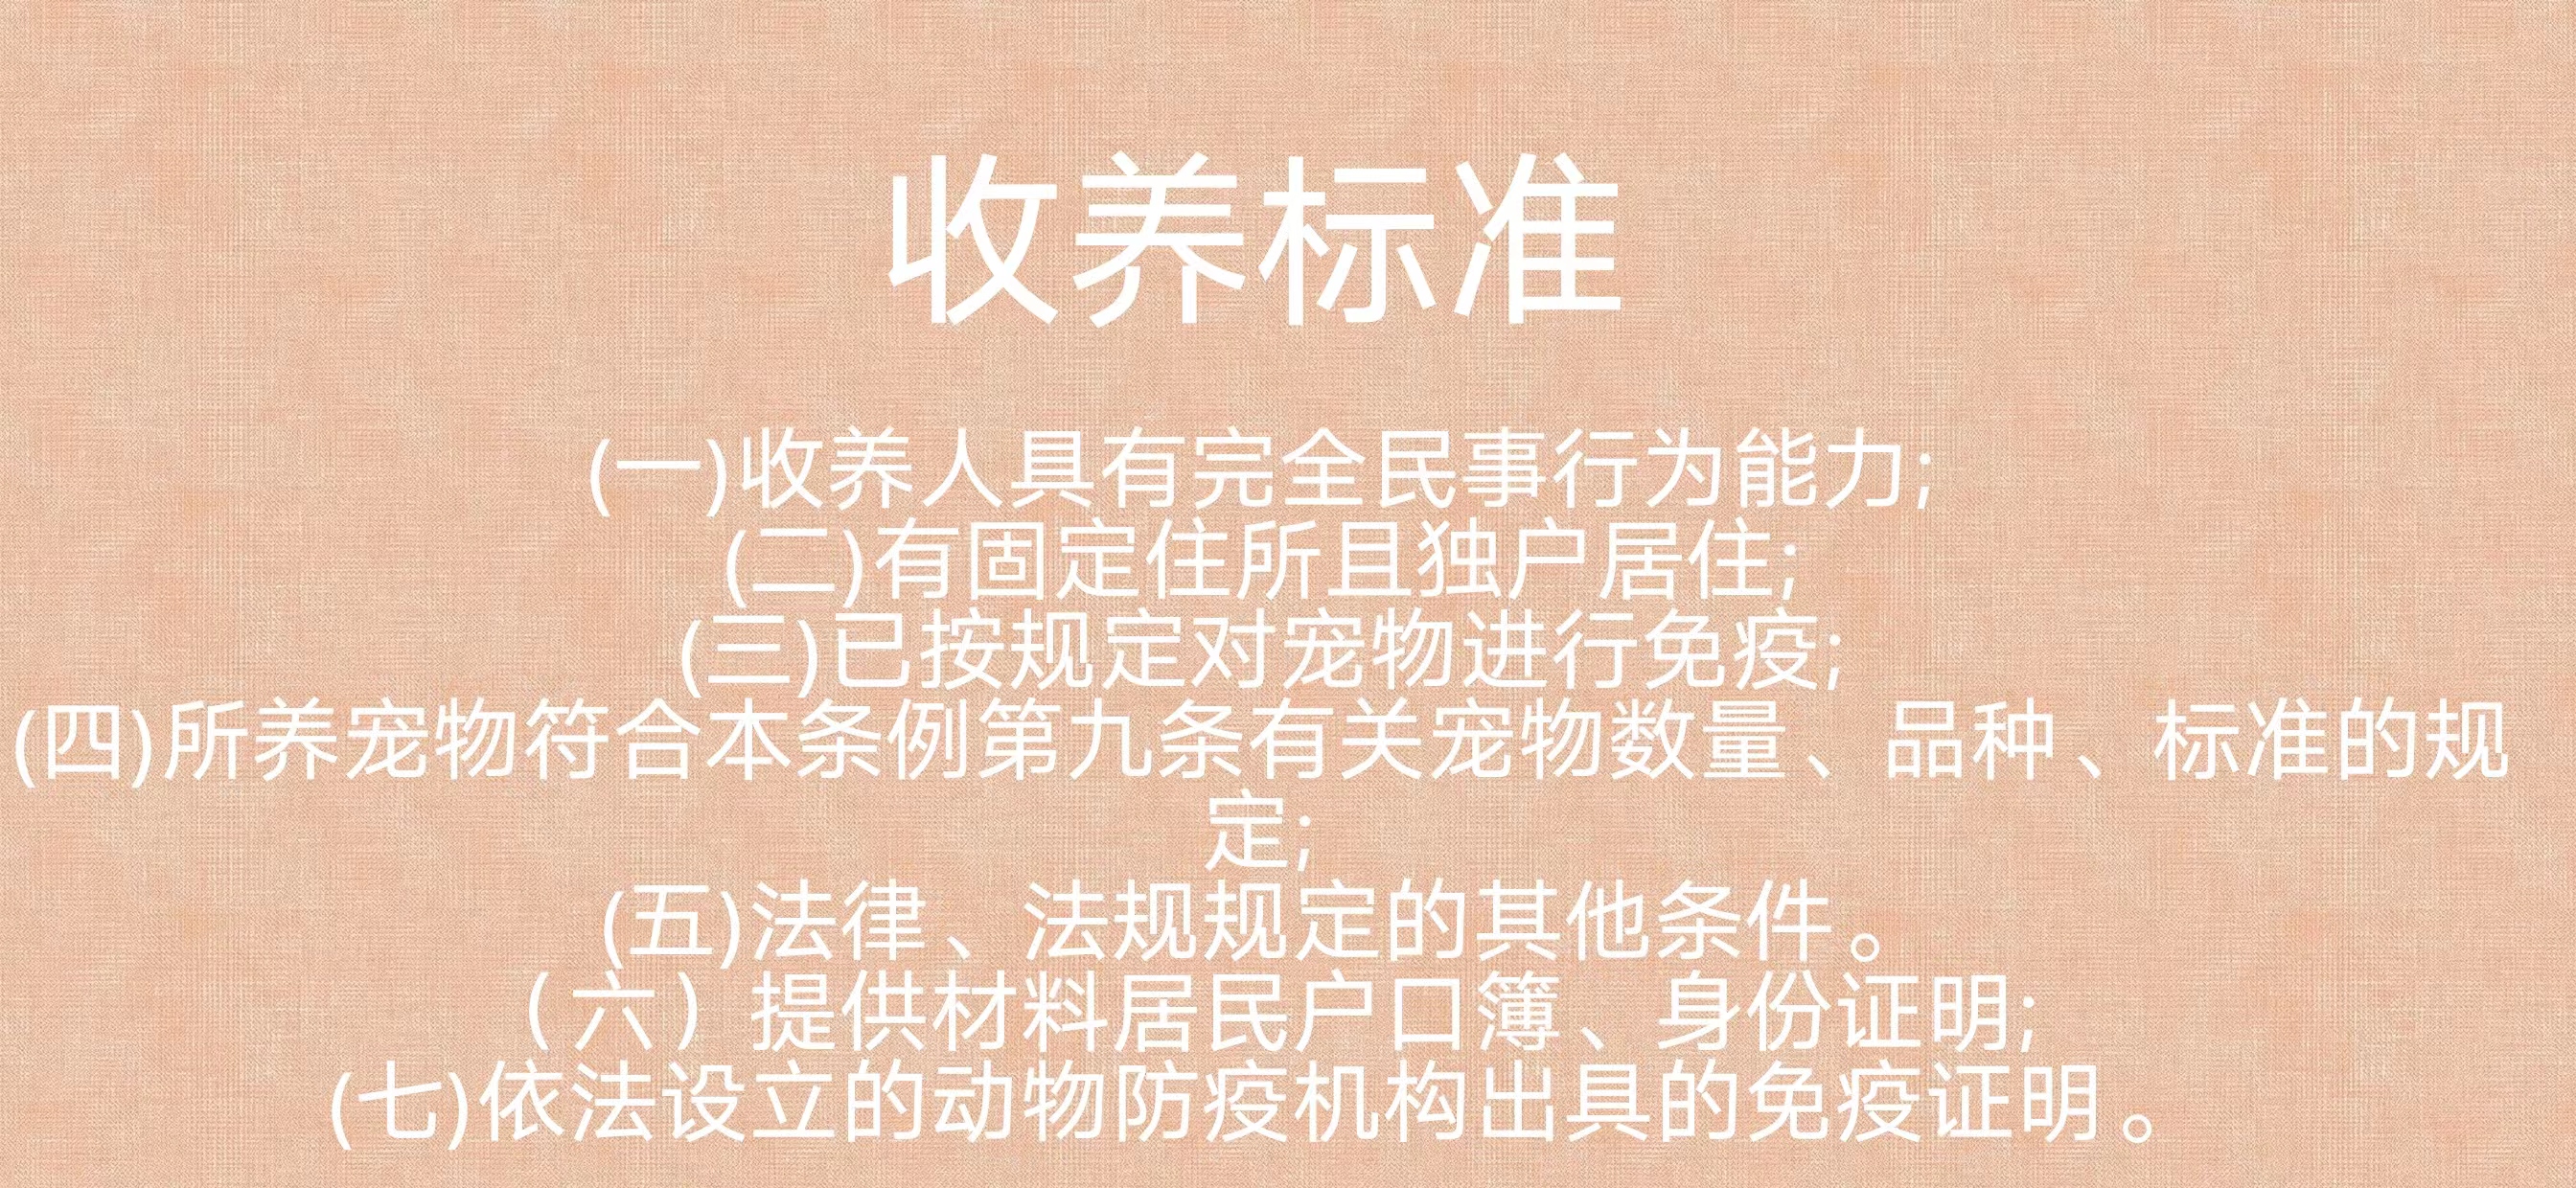 收养标准
(一)收养人具有完全民事行为能力;
(二)有固定住所且独户居住;
(三)已按规定对宠物进行免疫;
(四)所养宠物符合本条例第九条有关宠物数量、品种、标准的规
定;
(五)法律、法规规定的其他条件。
（六）提供材料居民户口簿、身份证明;
(七)依法设立的动物防疫机构出具的免疫证明。